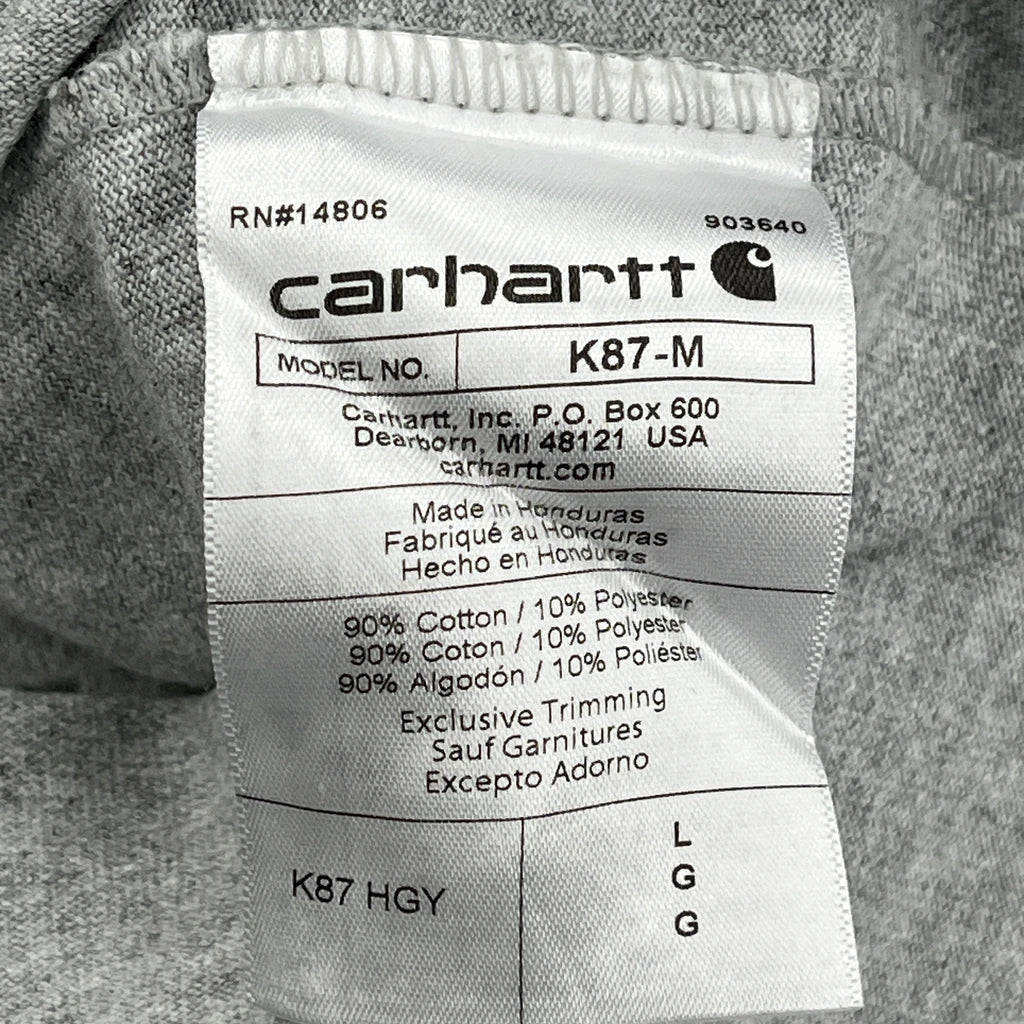 RN#14806
903640
carhartt
MODEL NO. K87-M
Carhartt, Inc. P.O. Box 600
Dearborn, MI 48121 USA
carhartt.com
Made in Honduras
Fabriqué au Honduras
Hecho en Honduras
90% Cotton / 10% Polyester
90% Coton / 10% Polyester
90% Algodón / 10% Poliéster
Exclusive Trimming
Sauf Garnitures
Excepto Adorno
K87 HGY
L
G
G